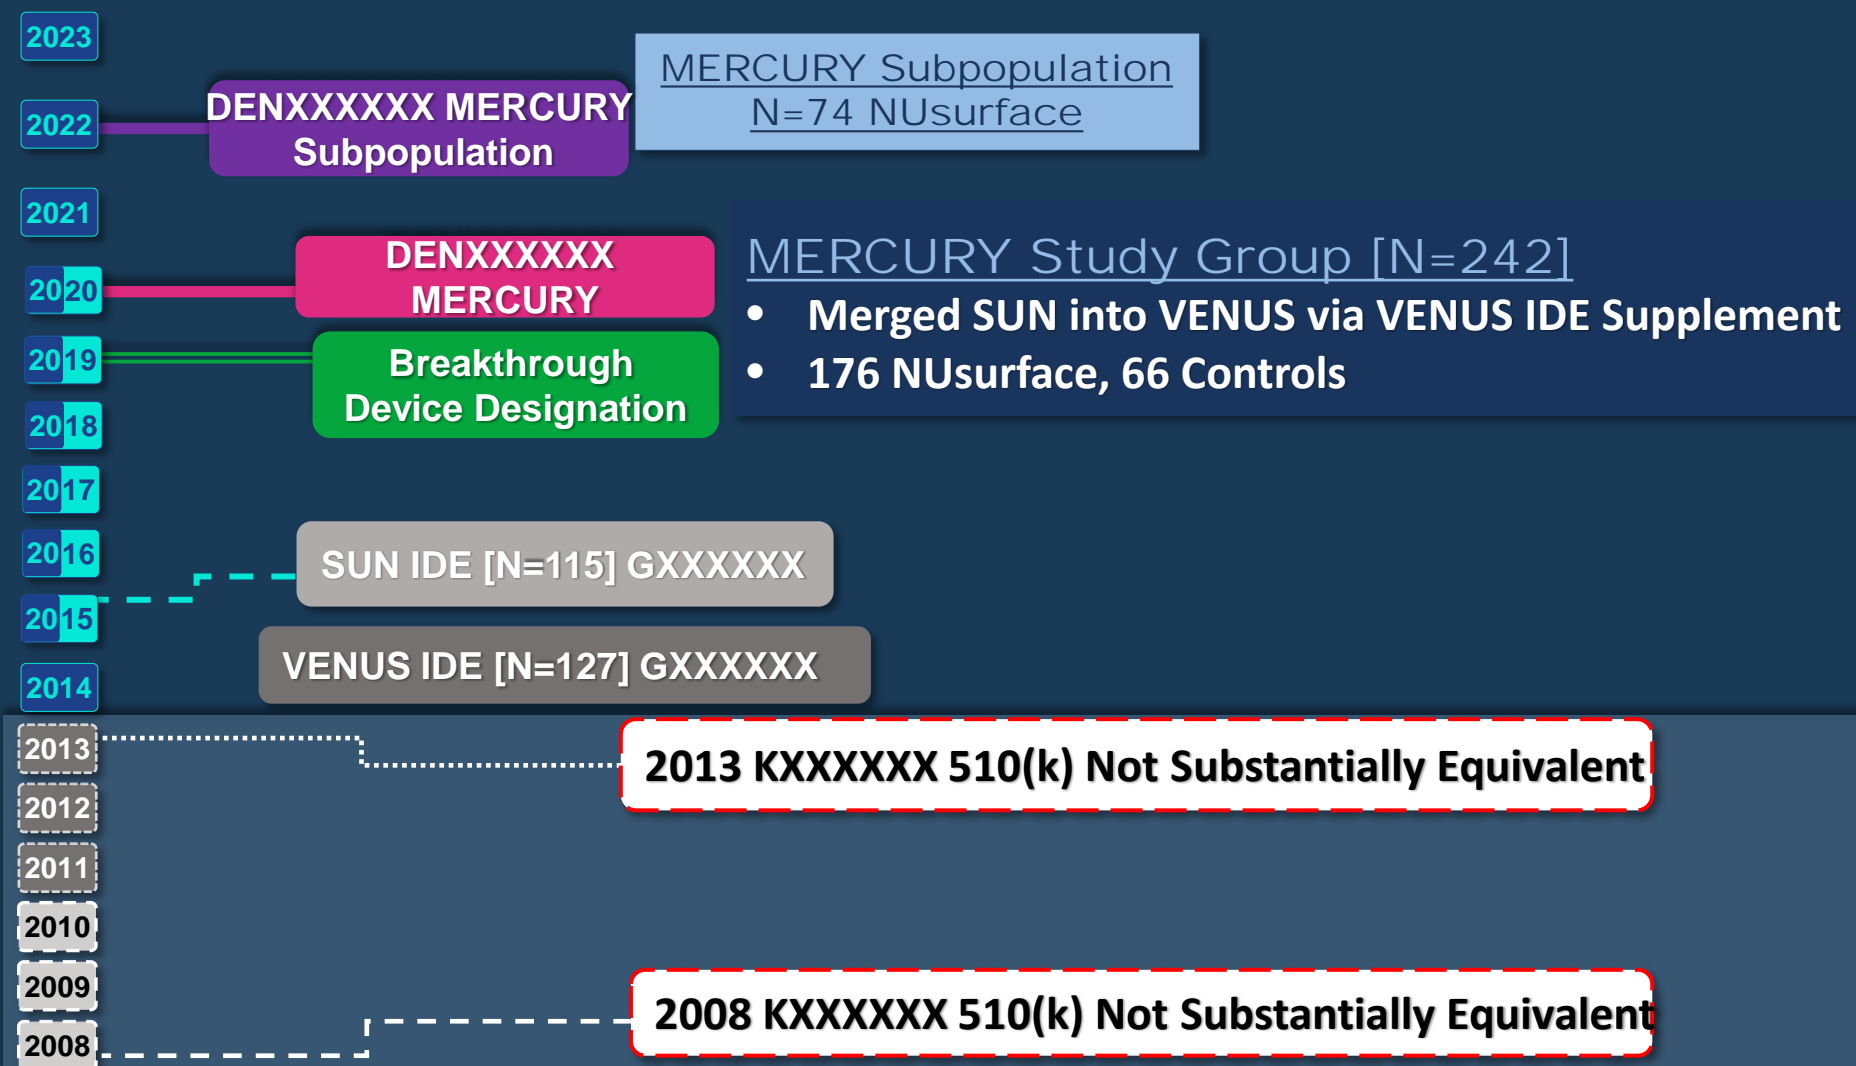 2023
MERCURY Subpopulation
N=74 NUsurface
2022
DENXXXXXX MERCURY
Subpopulation
2021
2020
DENXXXXXX
MERCURY
MERCURY Study Group [N=242]
• Merged SUN into VENUS via VENUS IDE Supplement
• 176 NUsurface, 66 Controls
2019
Breakthrough
Device Designation
2018
2017
2016
SUN IDE [N=115] GXXXXXX
2015
VENUS IDE [N=127] GXXXXXX
2014
2013
2013 KXXXXXX 510(k) Not Substantially Equivalent
2012
2011
2010
2009
2008 KXXXXXX 510(k) Not Substantially Equivalent
2008